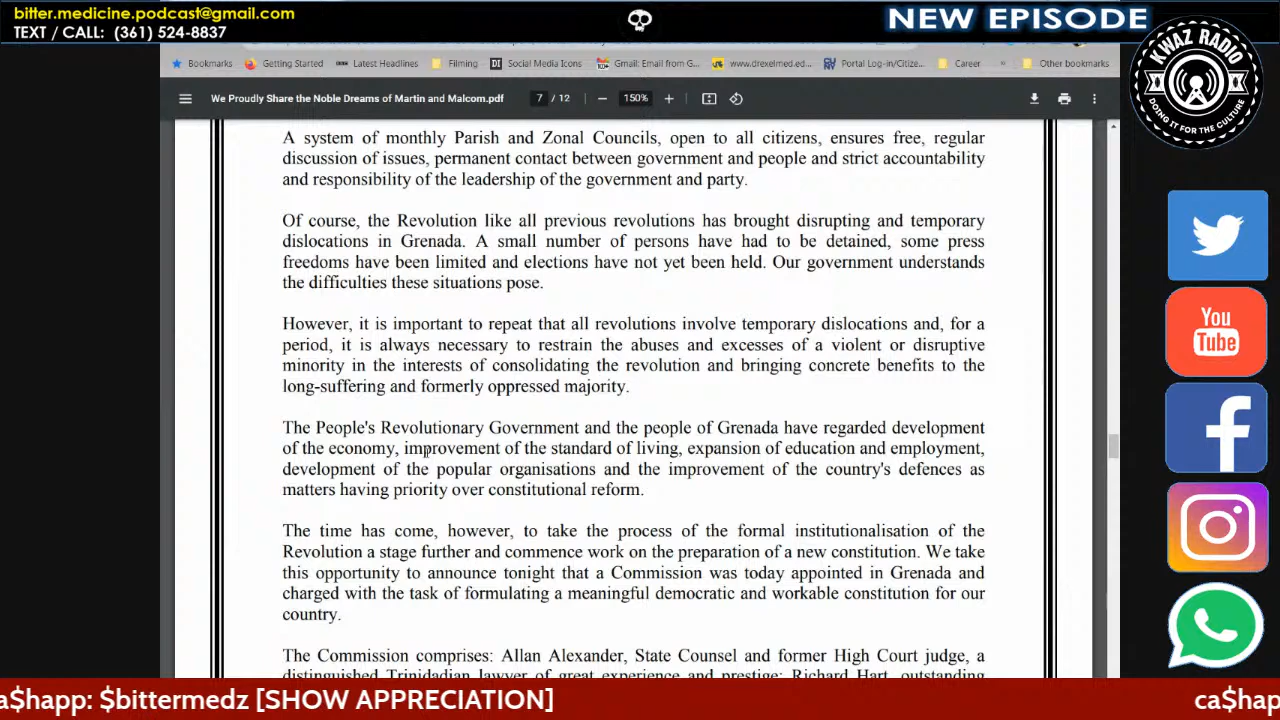 bitter.medicine.podcast@gmail.com
TEXT / CALL: (361) 524-8837
NEW EPISODE
KWAZ RADIO
DOING IT FOR THE CULTURE
Bookmarks Getting Started Latest Headlines Filming Social Media Icons Gmail: Email from G... www.drexelmed.ed... Portal Log-in/Citize... Career » Other bookmarks
We Proudly Share the Noble Dreams of Martin and Malcom.pdf 7 / 12 — 150% +
A system of monthly Parish and Zonal Councils, open to all citizens, ensures free, regular
discussion of issues, permanent contact between government and people and strict accountability
and responsibility of the leadership of the government and party.
Of course, the Revolution like all previous revolutions has brought disrupting and temporary
dislocations in Grenada. A small number of persons have had to be detained, some press
freedoms have been limited and elections have not yet been held. Our government understands
the difficulties these situations pose.
However, it is important to repeat that all revolutions involve temporary dislocations and, for a
period, it is always necessary to restrain the abuses and excesses of a violent or disruptive
minority in the interests of consolidating the revolution and bringing concrete benefits to the
long-suffering and formerly oppressed majority.
The People's Revolutionary Government and the people of Grenada have regarded development
of the economy, improvement of the standard of living, expansion of education and employment,
development of the popular organisations and the improvement of the country's defences as
matters having priority over constitutional reform.
The time has come, however, to take the process of the formal institutionalisation of the
Revolution a stage further and commence work on the preparation of a new constitution. We take
this opportunity to announce tonight that a Commission was today appointed in Grenada and
charged with the task of formulating a meaningful democratic and workable constitution for our
country.
The Commission comprises: Allan Alexander, State Counsel and former High Court judge, a
distinguished Trinidadian lawyer of great experience and prestige; Richard Hart, outstanding
You
Tube
ca$happ: $bittermedz [SHOW APPRECIATION]
ca$hap